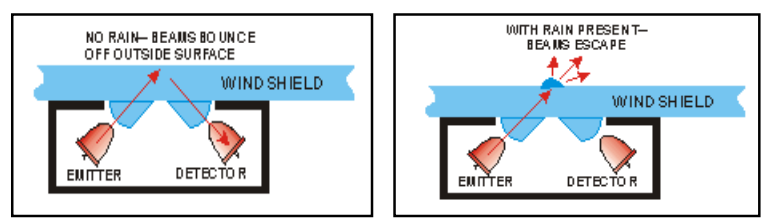 NO RAIN— BEAMS BOUNCE
OFF OUTSIDE SURFACE
WINDSHIELD
EMITTER
DETECTOR
WITH RAIN PRESENT—
BEAMS ESCAPE
WINDSHIELD
EMITTER
DETECTOR